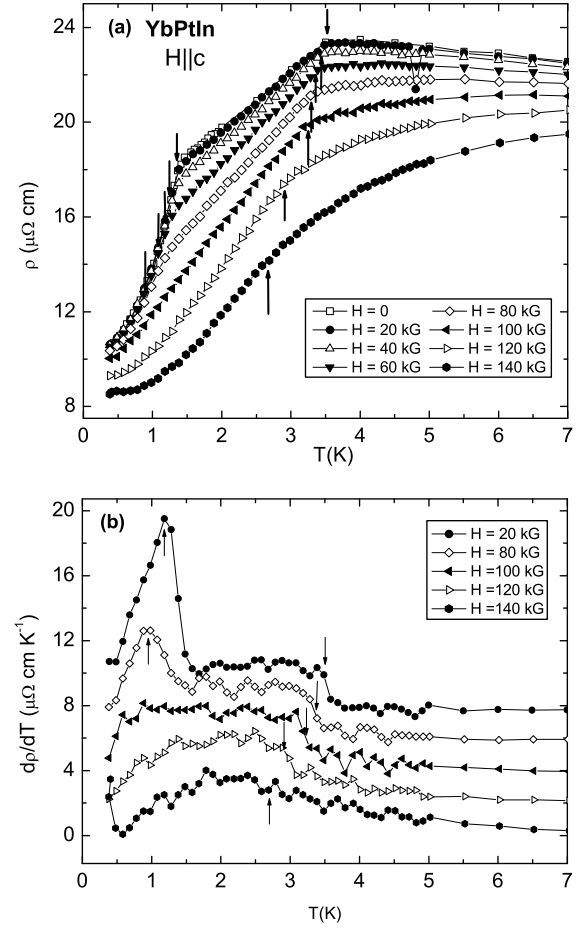 (a) YbPtIn
H||c
24
20
16
12
8
ρ (μΩ cm)
H = 0
H = 20 kG
H = 40 kG
H = 60 kG
H = 80 kG
H = 100 kG
H = 120 kG
H = 140 kG
0 1 2 3 4 5 6 7
T(K)
(b)
20
16
12
8
4
0
dρ/dT (μΩ cm K⁻¹)
H = 20 kG
H = 80 kG
H =100 kG
H =120 kG
H =140 kG
0 1 2 3 4 5 6 7
T(K)